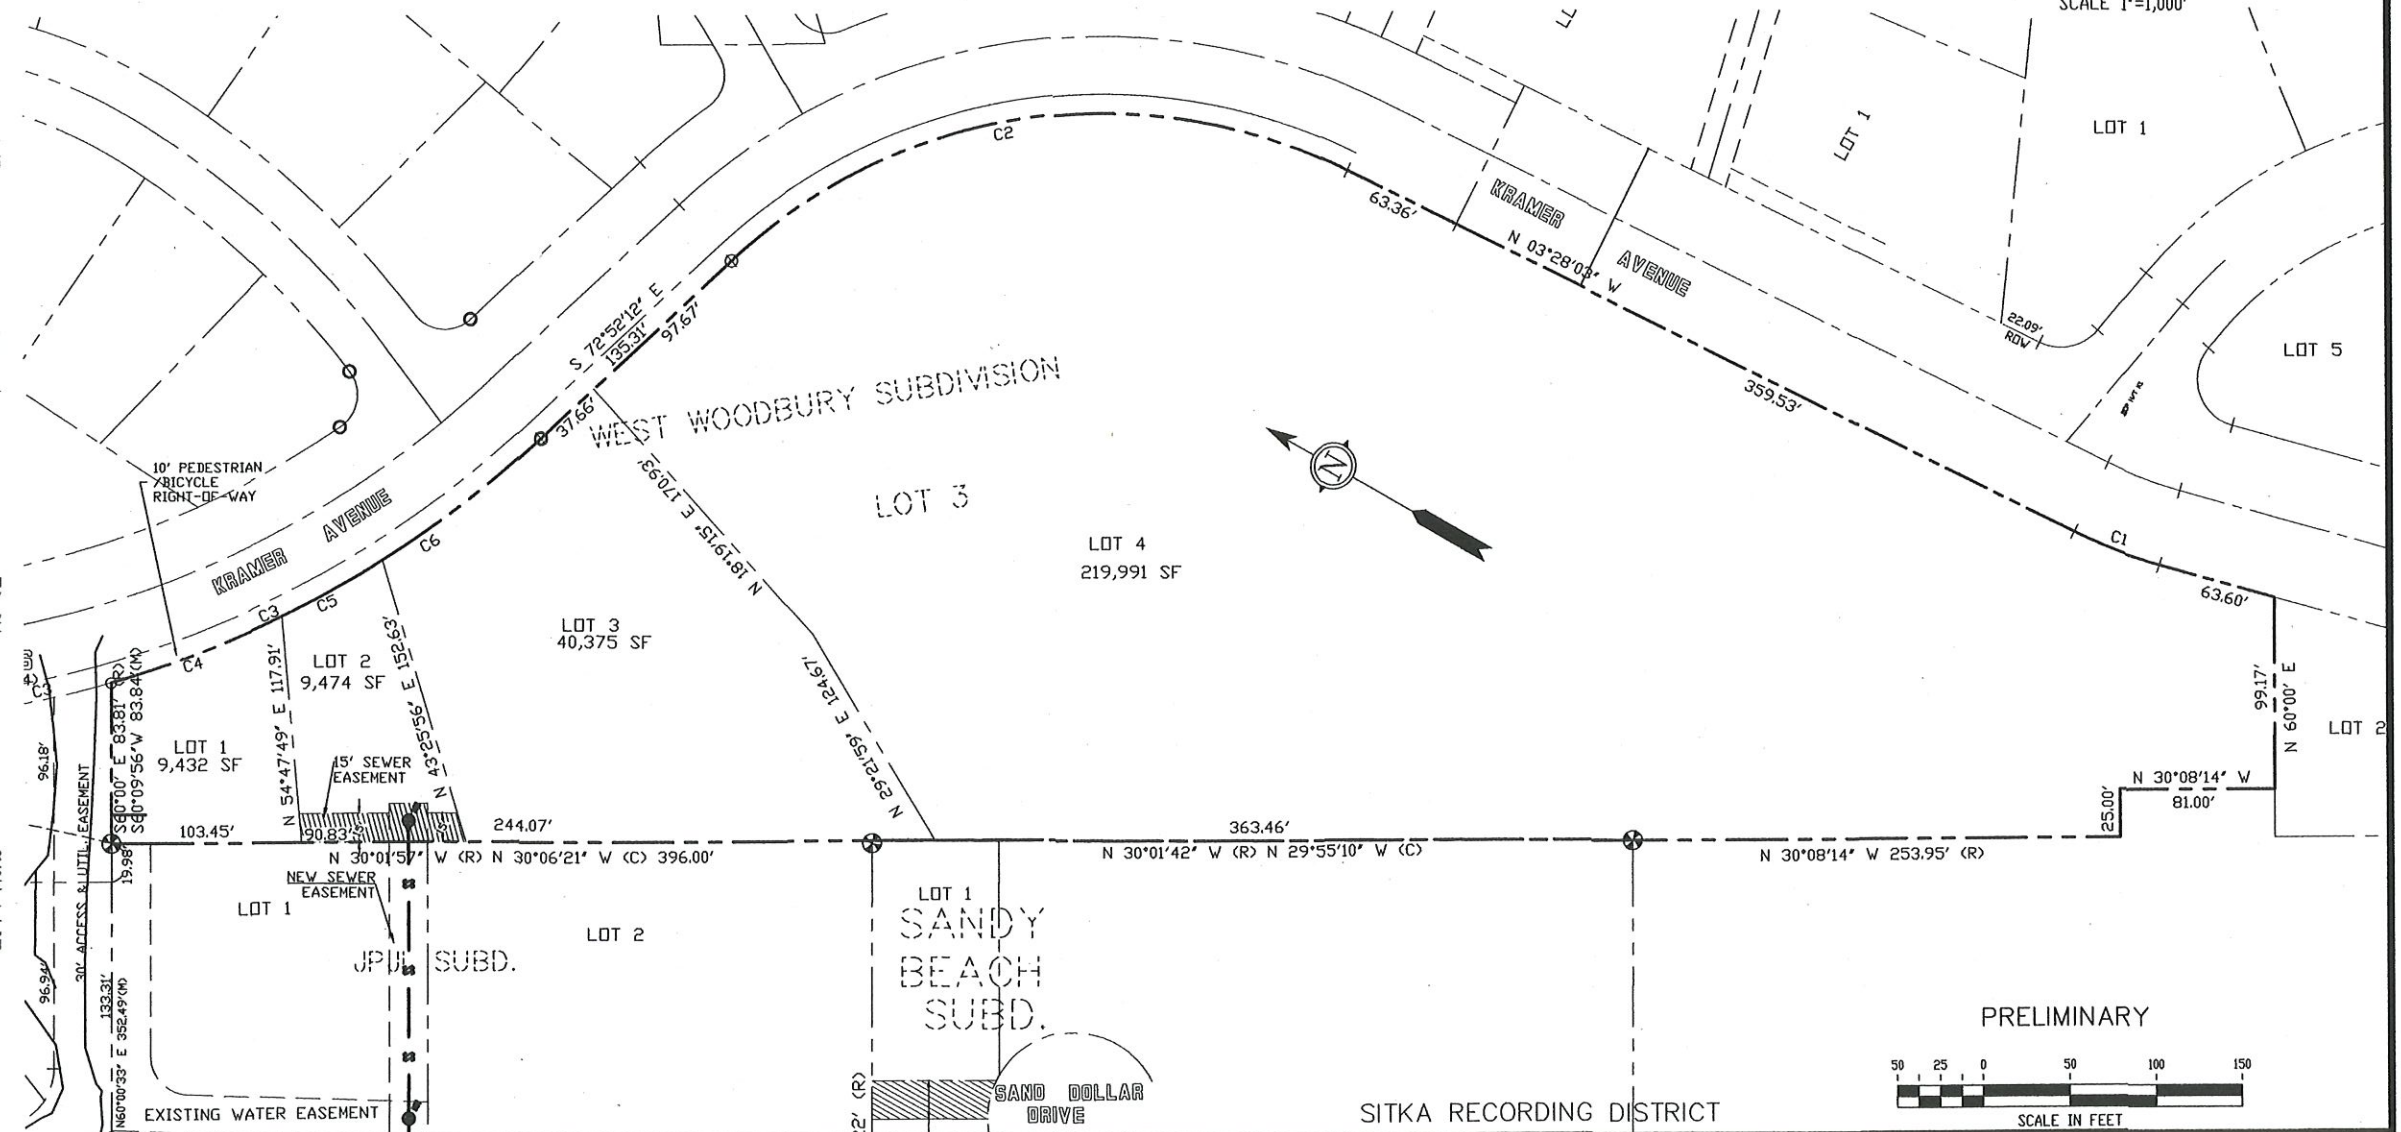 SCALE 1"=1,000'
LOT 1
LOT 1
C2
63.36'
KRAMER
AVENUE
N 03°28'03" W
S 72°52'12" E
135.31'
97.67'
37.66'
22.09'
ROW
LOT 5
359.53'
WEST WOODBURY SUBDIVISION
LOT 3
N
10' PEDESTRIAN
/BICYCLE
RIGHT-OF-WAY
KRAMER
AVENUE
N 18°19'15" E 170.93'
LOT 4
219,991 SF
C1
63.60'
C6
C5
C3
C4
LOT 3
40,375 SF
LOT 2
9,474 SF
LOT 1
9,432 SF
S60°00' E 83.81' (R)
S60°09'56"W 83.84'(M)
N 54°47'49" E 117.91'
N 43°25'56" E 152.63'
N 29°21'59" E 124.67'
99.17'
N 60°00' E
LOT 2
15' SEWER
EASEMENT
96.18'
30' ACCESS & UTIL. EASEMENT
N 30°08'14" W
81.00'
25.00'
103.45'
90.83'
244.07'
363.46'
N 30°01'57" W (R) N 30°06'21" W (C) 396.00'
N 30°01'42" W (R) N 29°55'10" W (C)
N 30°08'14" W 253.95' (R)
19.98'
NEW SEWER
EASEMENT
LOT 1
LOT 2
LOT 1
SANDY
BEACH
SUBD.
JPUL SUBD.
96.94'
133.31'
N60°00'33" E 352.49'(M)
PRELIMINARY
50 25 0 50 100 150
SCALE IN FEET
SAND DOLLAR
DRIVE
EXISTING WATER EASEMENT
SITKA RECORDING DISTRICT